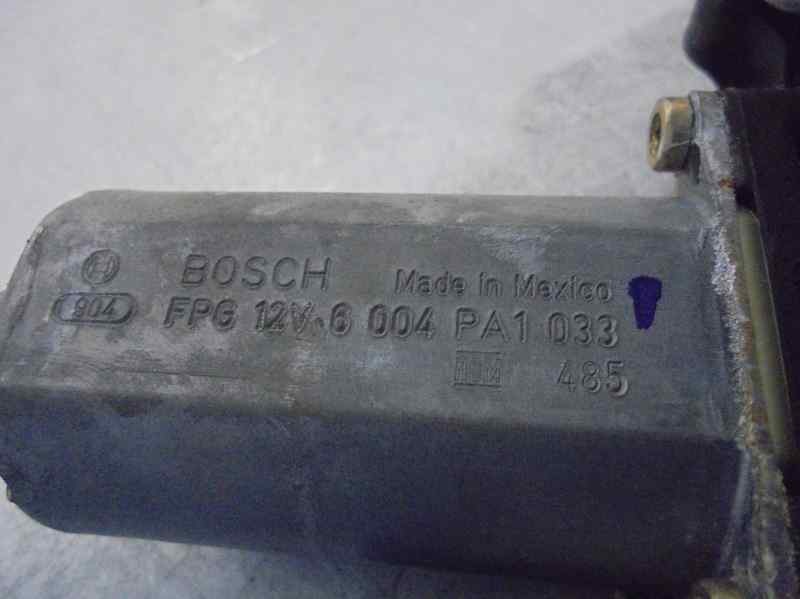 BOSCH Made in Mexico
904 FPG 12V 6 004 PA1 033
485